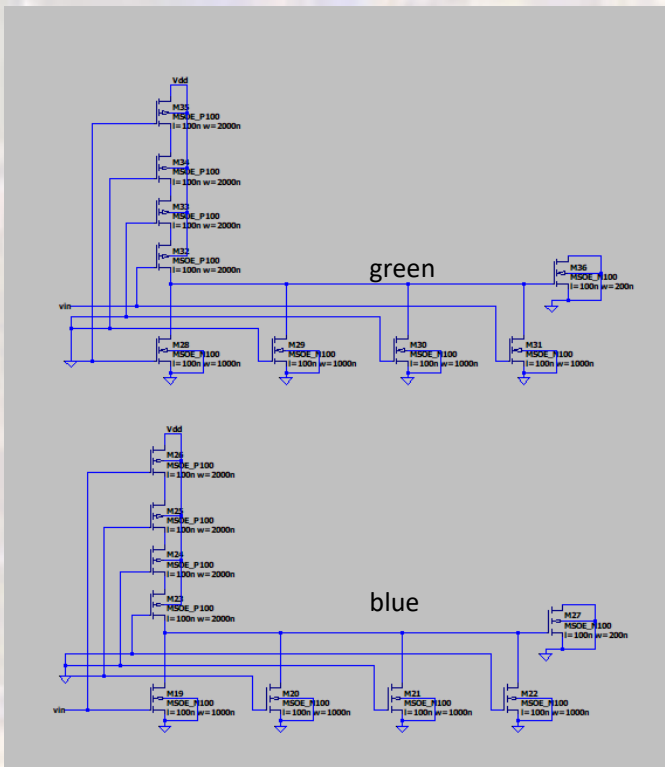 Vdd
M35
MSOE_P100
l=100n w=2000n
M34
MSOE_P100
l=100n w=2000n
M33
MSOE_P100
l=100n w=2000n
M32
MSOE_P100
l=100n w=2000n
green
M36
MSOE_N100
l=100n w=200n
vin
M28
MSOE_N100
l=100n w=1000n
M29
MSOE_N100
l=100n w=1000n
M30
MSOE_N100
l=100n w=1000n
M31
MSOE_N100
l=100n w=1000n
Vdd
M26
MSOE_P100
l=100n w=2000n
M25
MSOE_P100
l=100n w=2000n
M24
MSOE_P100
l=100n w=2000n
M23
MSOE_P100
l=100n w=2000n
blue
M27
MSOE_N100
l=100n w=200n
vin
M19
MSOE_N100
l=100n w=1000n
M20
MSOE_N100
l=100n w=1000n
M21
MSOE_N100
l=100n w=1000n
M22
MSOE_N100
l=100n w=1000n